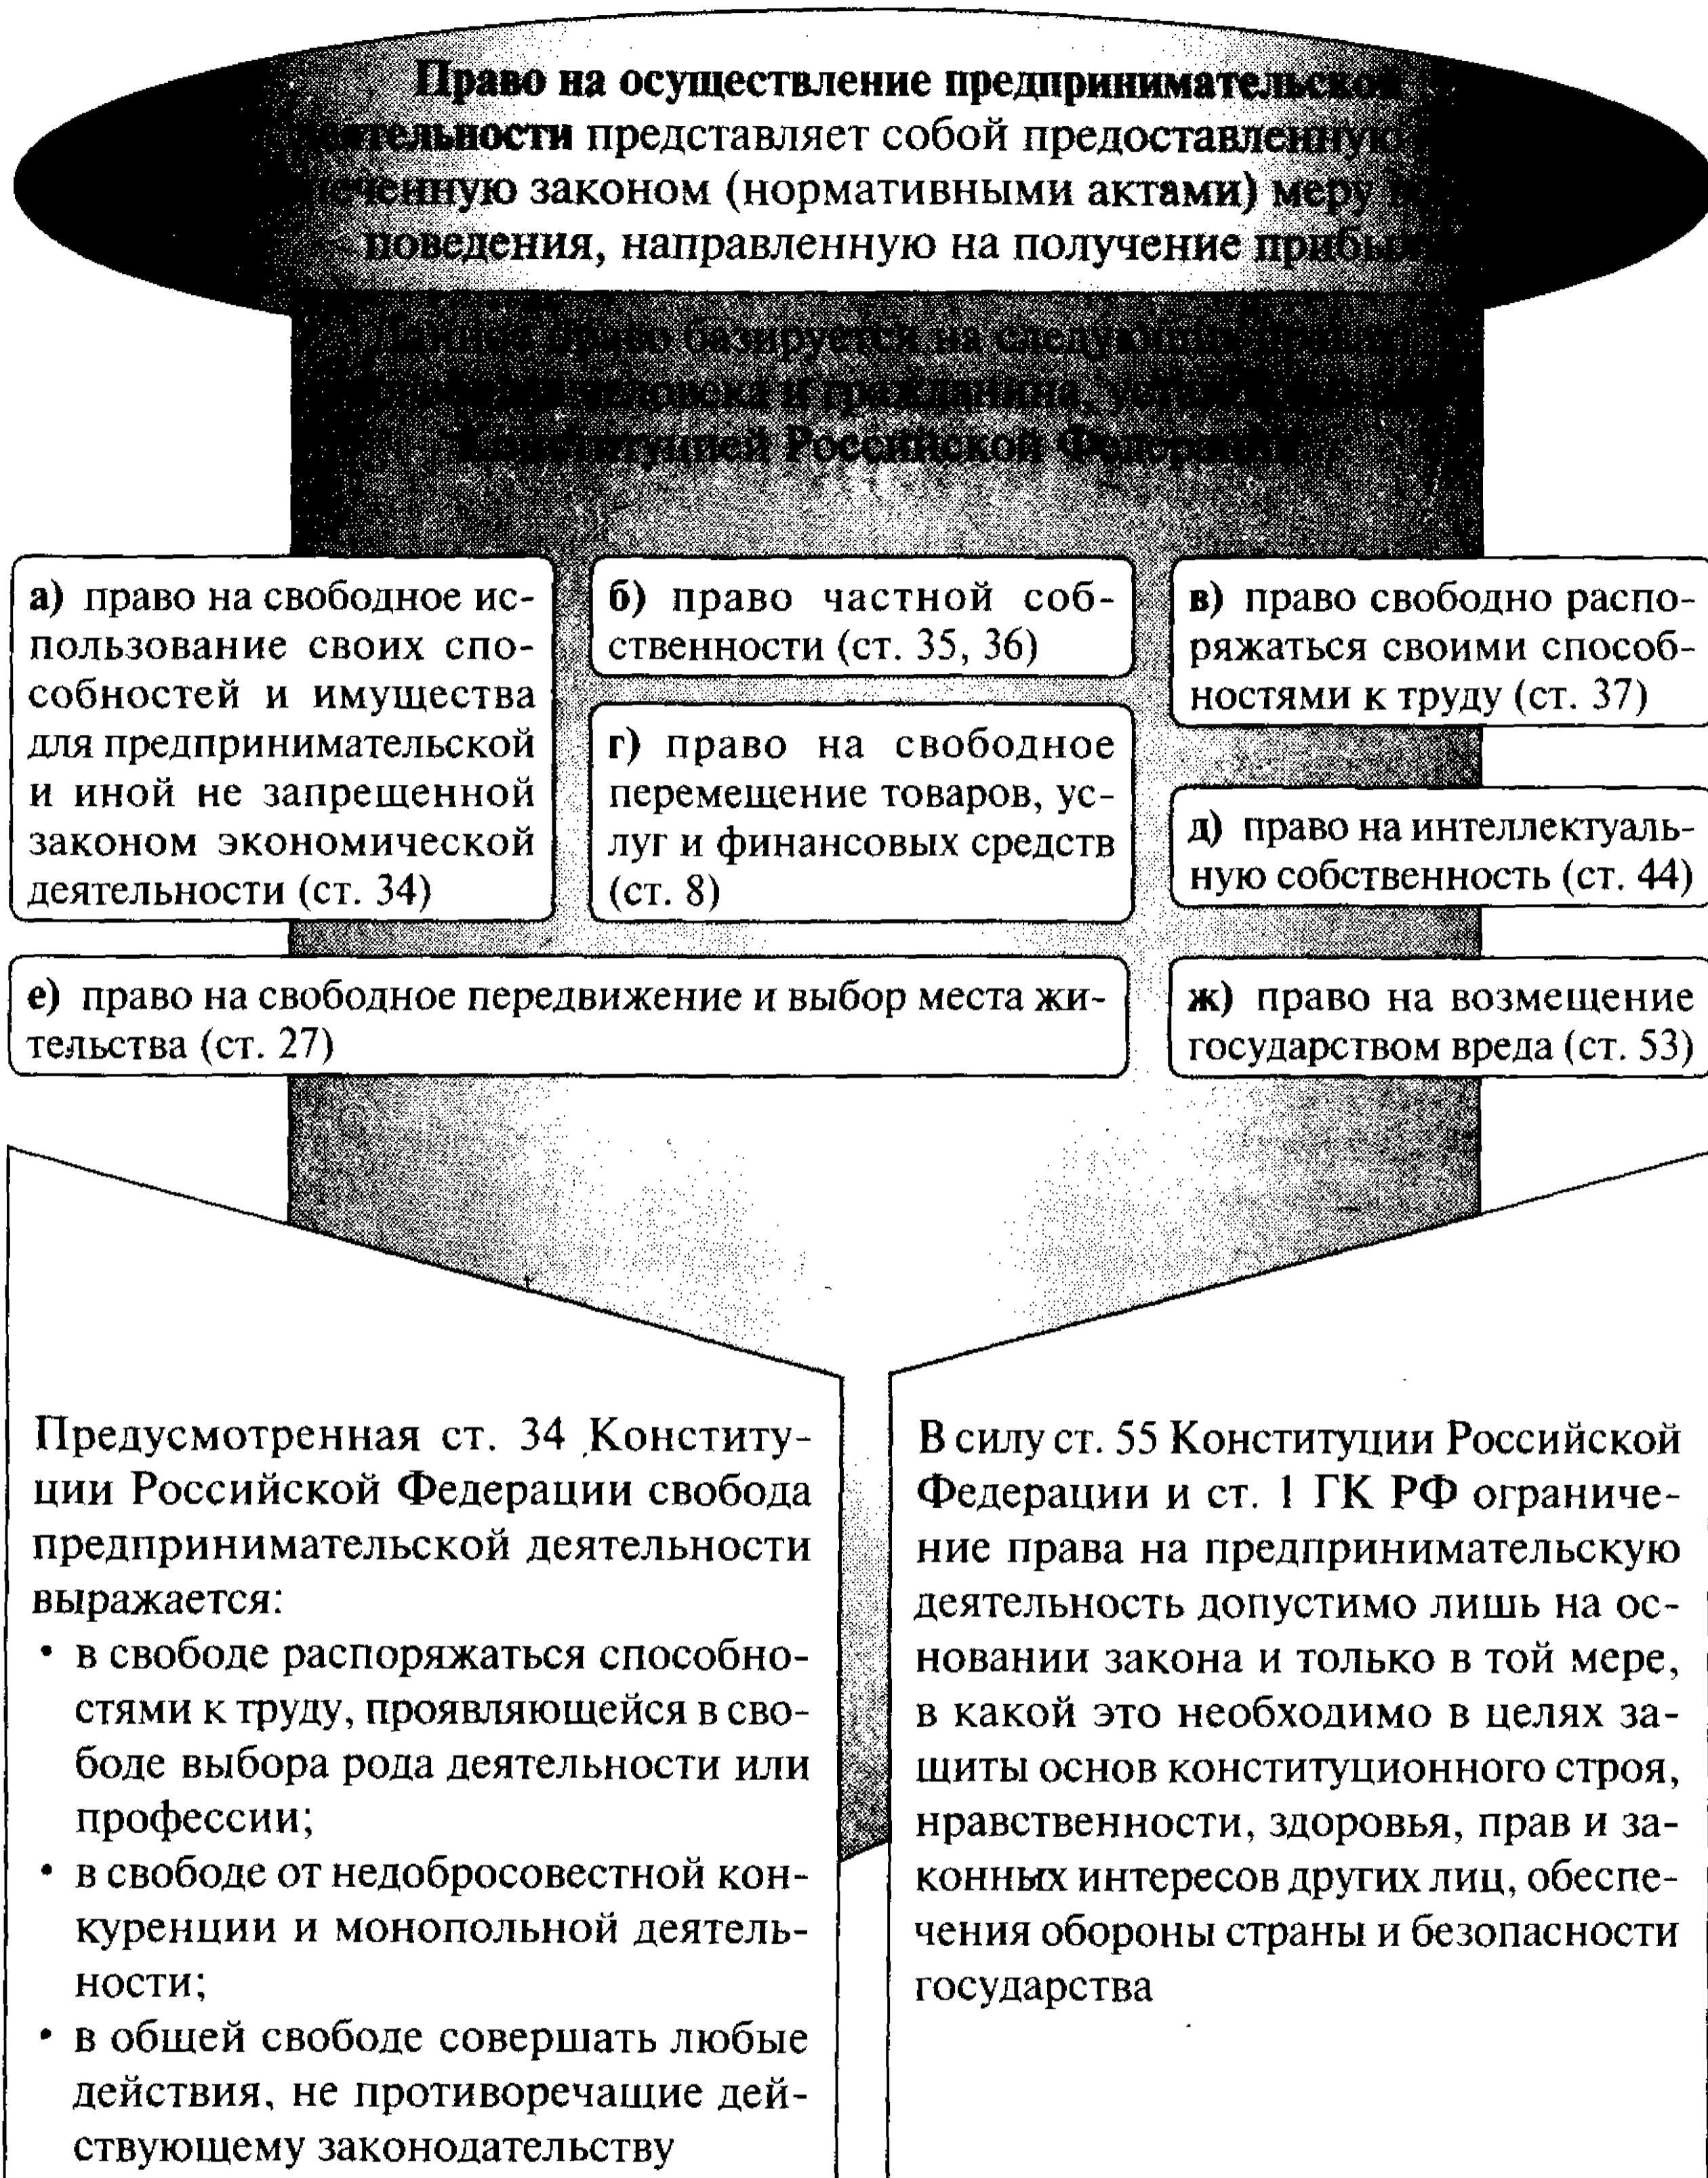 Право на осуществление предпринимательской
представляет собой предоставленную
законом (нормативными актами) меру
поведения, направленную на получение
право базируется на
человека и гражданина,
Конституцией Российской Федерации
а) право на свободное ис-
пользование своих спо-
собностей и имущества
для предпринимательской
и иной не запрещенной
законом экономической
деятельности (ст. 34)
б) право частной соб-
ственности (ст. 35, 36)
в) право свободно распо-
ряжаться своими способ-
ностями к труду (ст. 37)
г) право на свободное
перемещение товаров, ус-
луг и финансовых средств
(ст. 8)
д) право на интеллектуаль-
ную собственность (ст. 44)
е) право на свободное передвижение и выбор места жи-
тельства (ст. 27)
ж) право на возмещение
государством вреда (ст. 53)
Предусмотренная ст. 34 Конститу-
ции Российской Федерации свобода
предпринимательской деятельности
выражается:
• в свободе распоряжаться способно-
стями к труду, проявляющейся в сво-
боде выбора рода деятельности или
профессии;
• в свободе от недобросовестной кон-
куренции и монопольной деятель-
ности;
• в общей свободе совершать любые
действия, не противоречащие дей-
ствующему законодательству
В силу ст. 55 Конституции Российской
Федерации и ст. 1 ГК РФ ограниче-
ние права на предпринимательскую
деятельность допустимо лишь на ос-
новании закона и только в той мере,
в какой это необходимо в целях за-
щиты основ конституционного строя,
нравственности, здоровья, прав и за-
конных интересов других лиц, обеспе-
чения обороны страны и безопасности
государства